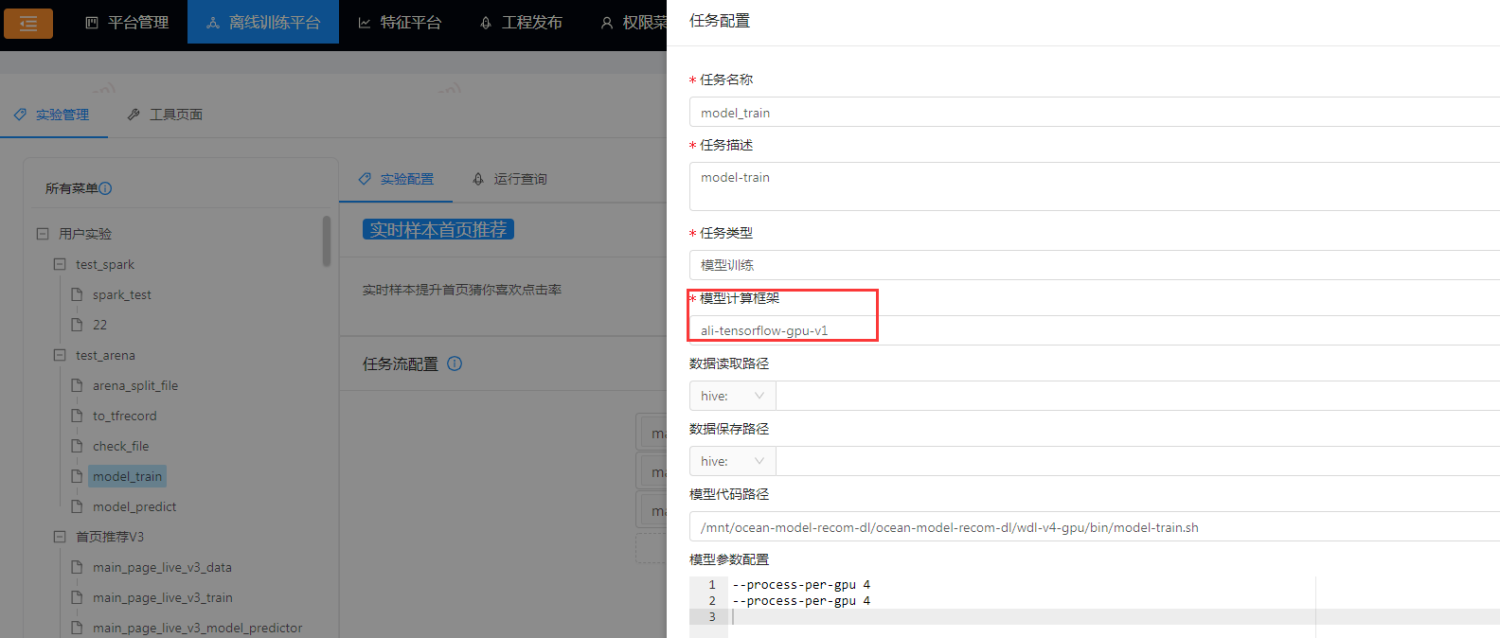 平台管理
离线训练平台
特征平台
工程发布
权限菜
实验管理
工具页面
所有菜单
用户实验
test_spark
spark_test
22
test_arena
arena_split_file
to_tfrecord
check_file
model_train
model_predict
首页推荐V3
main_page_live_v3_data
main_page_live_v3_train
main_page_live_v3_model_predictor
实验配置
运行查询
实时样本首页推荐
实时样本提升首页猜你喜欢点击率
任务流配置
ma
ma
ma
任务配置
* 任务名称
model_train
* 任务描述
model-train
* 任务类型
模型训练
* 模型计算框架
ali-tensorflow-gpu-v1
数据读取路径
hive:
数据保存路径
hive:
模型代码路径
/mnt/ocean-model-recom-dl/ocean-model-recom-dl/wdl-v4-gpu/bin/model-train.sh
模型参数配置
1 --process-per-gpu 4
2 --process-per-gpu 4
3